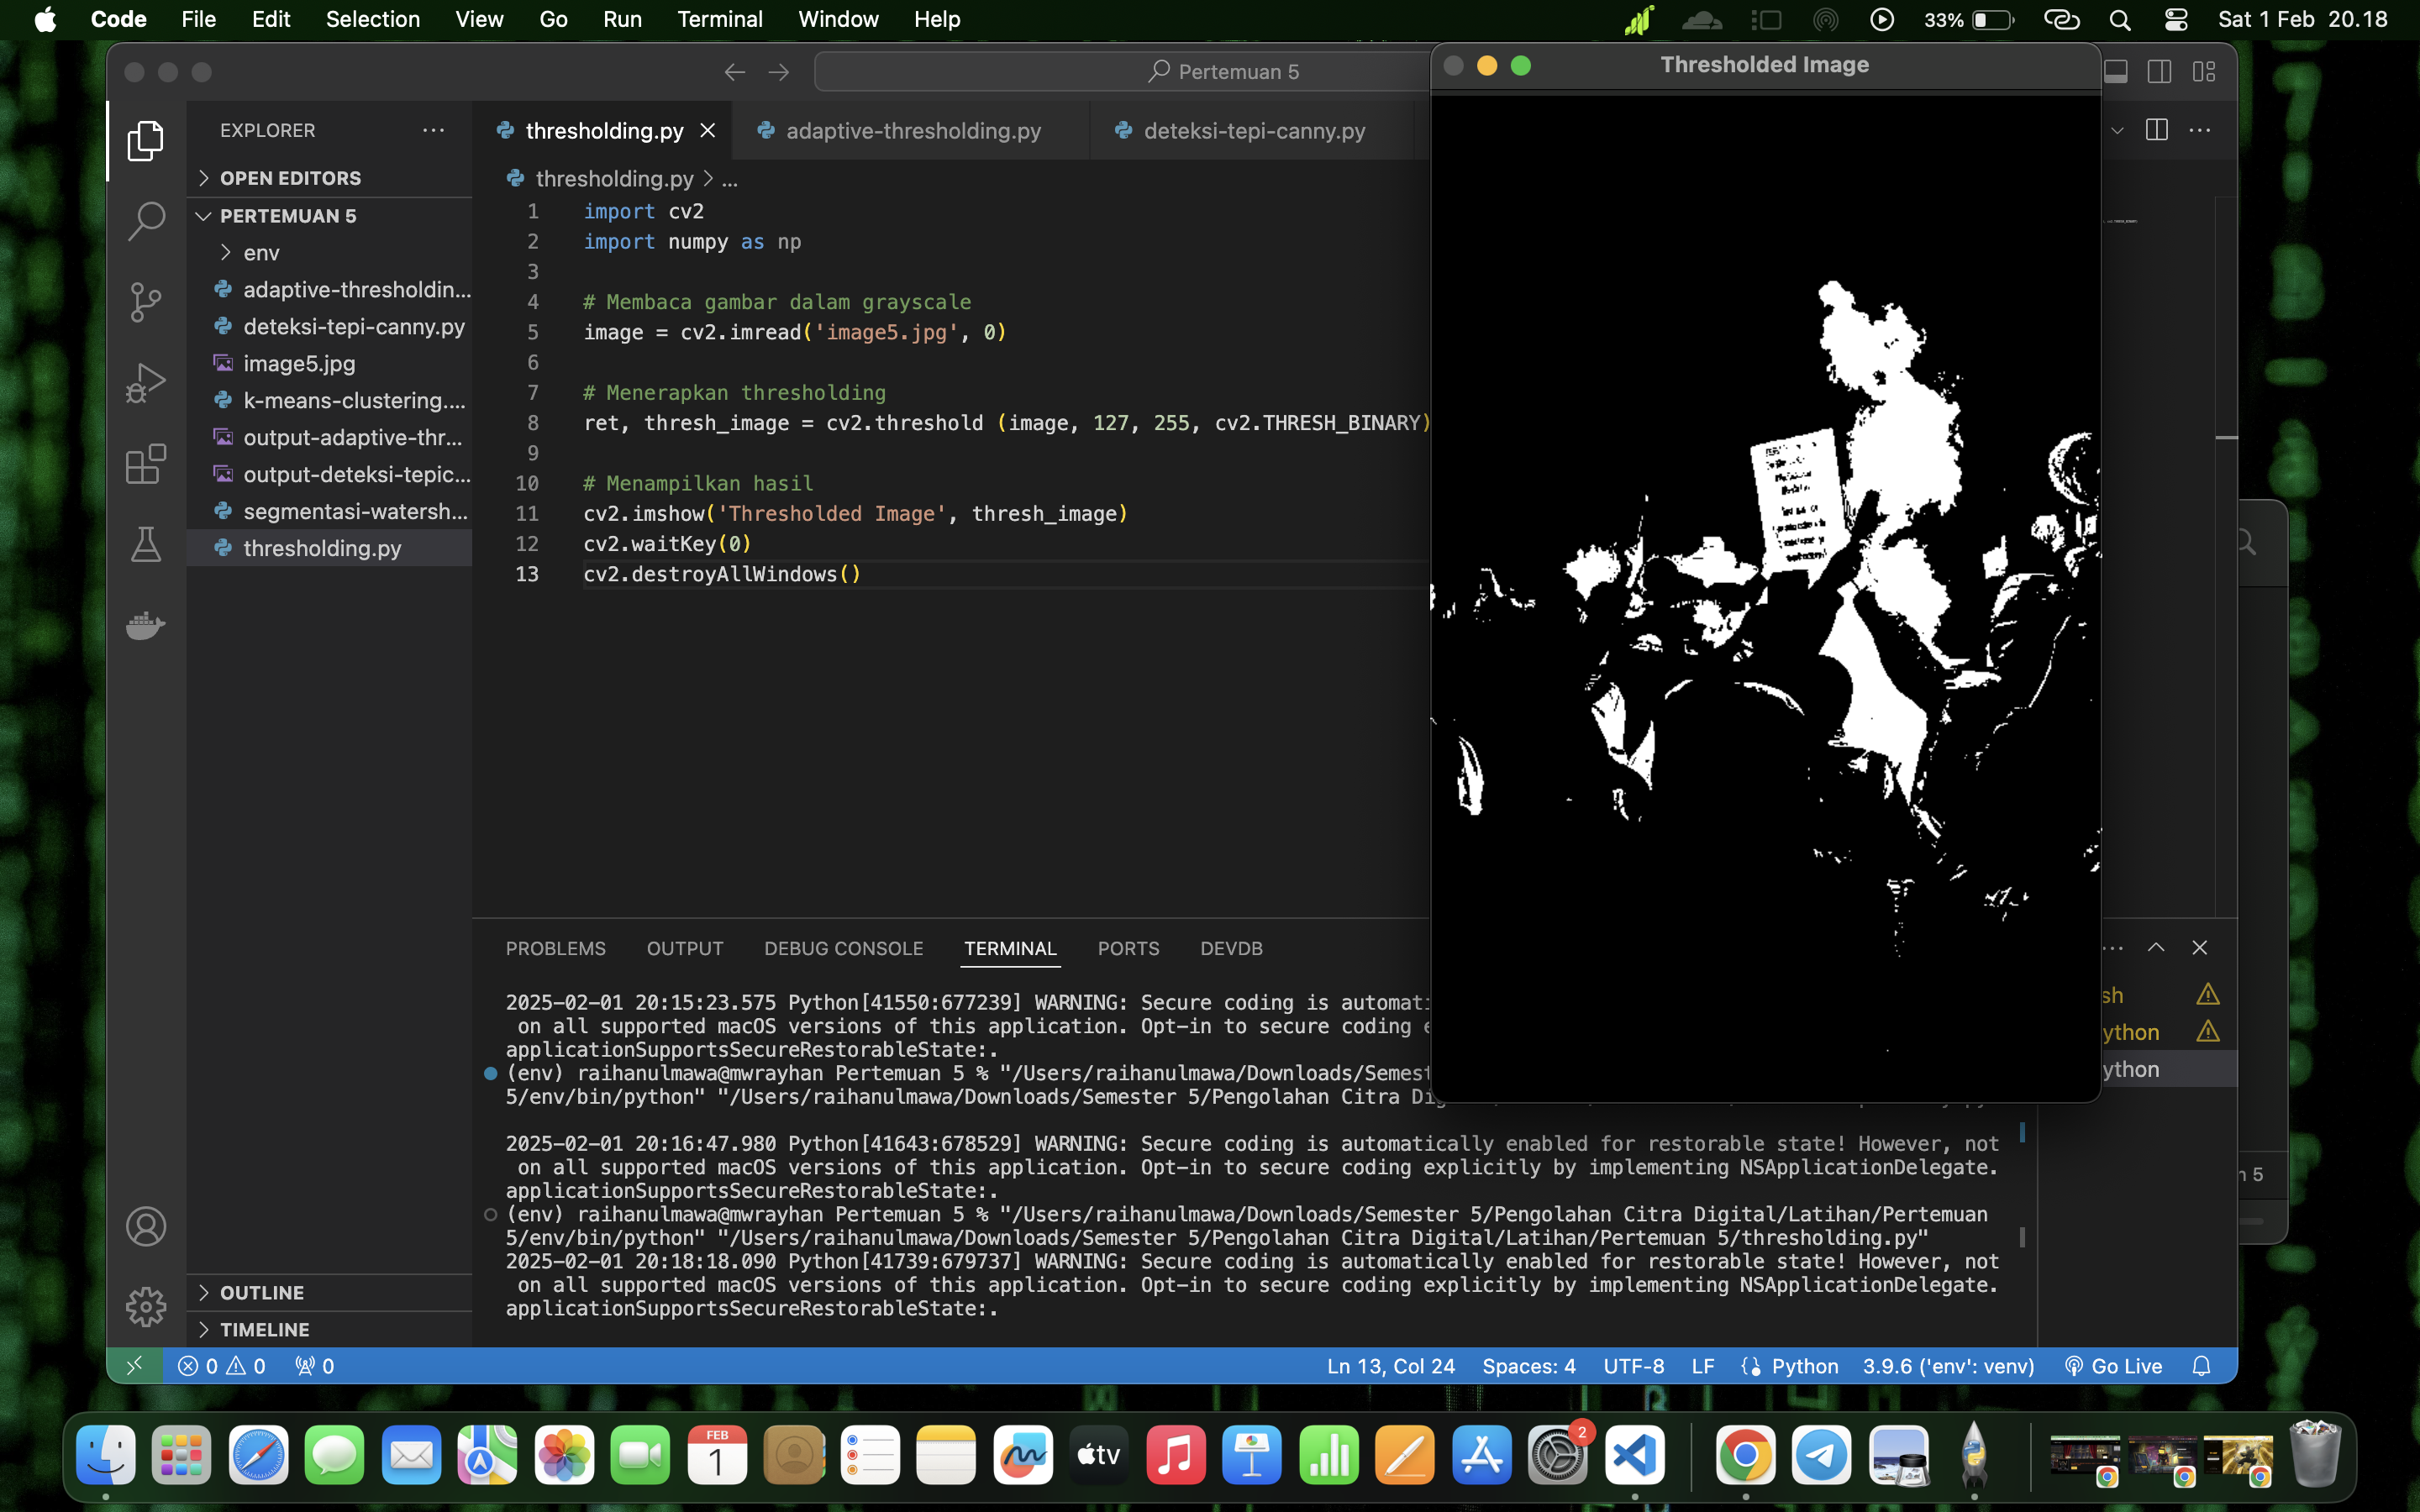 Code File Edit Selection View Go Run Terminal Window Help 33% Sat 1 Feb 20.18
Pertemuan 5
Thresholded Image
EXPLORER
OPEN EDITORS
PERTEMUAN 5
env
adaptive-thresholdin...
deteksi-tepi-canny.py
image5.jpg
k-means-clustering....
output-adaptive-thr...
output-deteksi-tepic...
segmentasi-watersh...
thresholding.py
OUTLINE
TIMELINE
thresholding.py adaptive-thresholding.py deteksi-tepi-canny.py
thresholding.py > ...
1 import cv2
2 import numpy as np
3
4 # Membaca gambar dalam grayscale
5 image = cv2.imread('image5.jpg', 0)
6
7 # Menerapkan thresholding
8 ret, thresh_image = cv2.threshold (image, 127, 255, cv2.THRESH_BINARY)
9
10 # Menampilkan hasil
11 cv2.imshow('Thresholded Image', thresh_image)
12 cv2.waitKey(0)
13 cv2.destroyAllWindows()
PROBLEMS OUTPUT DEBUG CONSOLE TERMINAL PORTS DEVDB
2025-02-01 20:15:23.575 Python[41550:677239] WARNING: Secure coding is automati
on all supported macOS versions of this application. Opt-in to secure coding e
applicationSupportsSecureRestorableState:.
(env) raihanulmawa@mwrayhan Pertemuan 5 % "/Users/raihanulmawa/Downloads/Semest
5/env/bin/python" "/Users/raihanulmawa/Downloads/Semester 5/Pengolahan Citra Dig
2025-02-01 20:16:47.980 Python[41643:678529] WARNING: Secure coding is automatically enabled for restorable state! However, not
on all supported macOS versions of this application. Opt-in to secure coding explicitly by implementing NSApplicationDelegate.
applicationSupportsSecureRestorableState:.
(env) raihanulmawa@mwrayhan Pertemuan 5 % "/Users/raihanulmawa/Downloads/Semester 5/Pengolahan Citra Digital/Latihan/Pertemuan
5/env/bin/python" "/Users/raihanulmawa/Downloads/Semester 5/Pengolahan Citra Digital/Latihan/Pertemuan 5/thresholding.py"
2025-02-01 20:18:18.090 Python[41739:679737] WARNING: Secure coding is automatically enabled for restorable state! However, not
on all supported macOS versions of this application. Opt-in to secure coding explicitly by implementing NSApplicationDelegate.
applicationSupportsSecureRestorableState:.
sh
ython
ython
n 5
0 0 0 Ln 13, Col 24 Spaces: 4 UTF-8 LF Python 3.9.6 ('env': venv) Go Live
FEB
1
tv
2